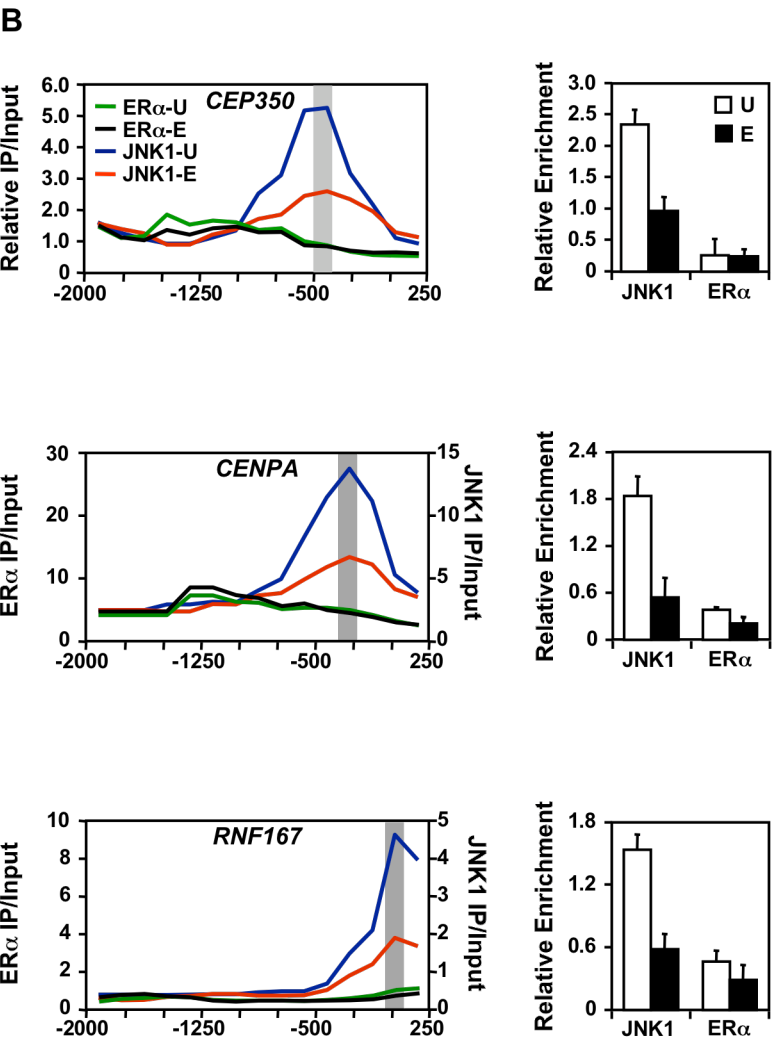 B
Relative IP/Input
6.0
5.0
4.0
3.0
2.0
1.0
0
ERα-U
ERα-E
JNK1-U
JNK1-E
CEP350
-2000
-1250
-500
250
Relative Enrichment
3.0
2.5
2.0
1.5
1.0
0.5
0
U
E
JNK1
ERα
ERα IP/Input
30
20
10
0
CENPA
15
10
5
0
JNK1 IP/Input
-2000
-1250
-500
250
Relative Enrichment
2.4
1.8
1.2
0.6
0
JNK1
ERα
ERα IP/Input
10
8
6
4
2
0
RNF167
5
4
3
2
1
0
JNK1 IP/Input
-2000
-1250
-500
250
Relative Enrichment
1.8
1.2
0.6
0
JNK1
ERα